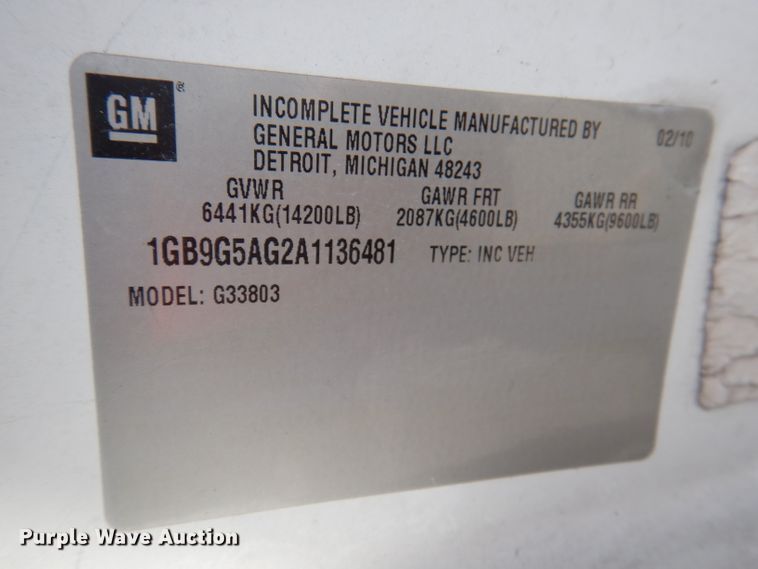 GM®
INCOMPLETE VEHICLE MANUFACTURED BY 02/10
GENERAL MOTORS LLC
DETROIT, MICHIGAN 48243
GVWR GAWR FRT GAWR RR
6441KG(14200LB) 2087KG(4600LB) 4355KG(9600LB)
1GB9G5AG2A1136481 TYPE: INC VEH
MODEL: G33803
Purple Wave Auction